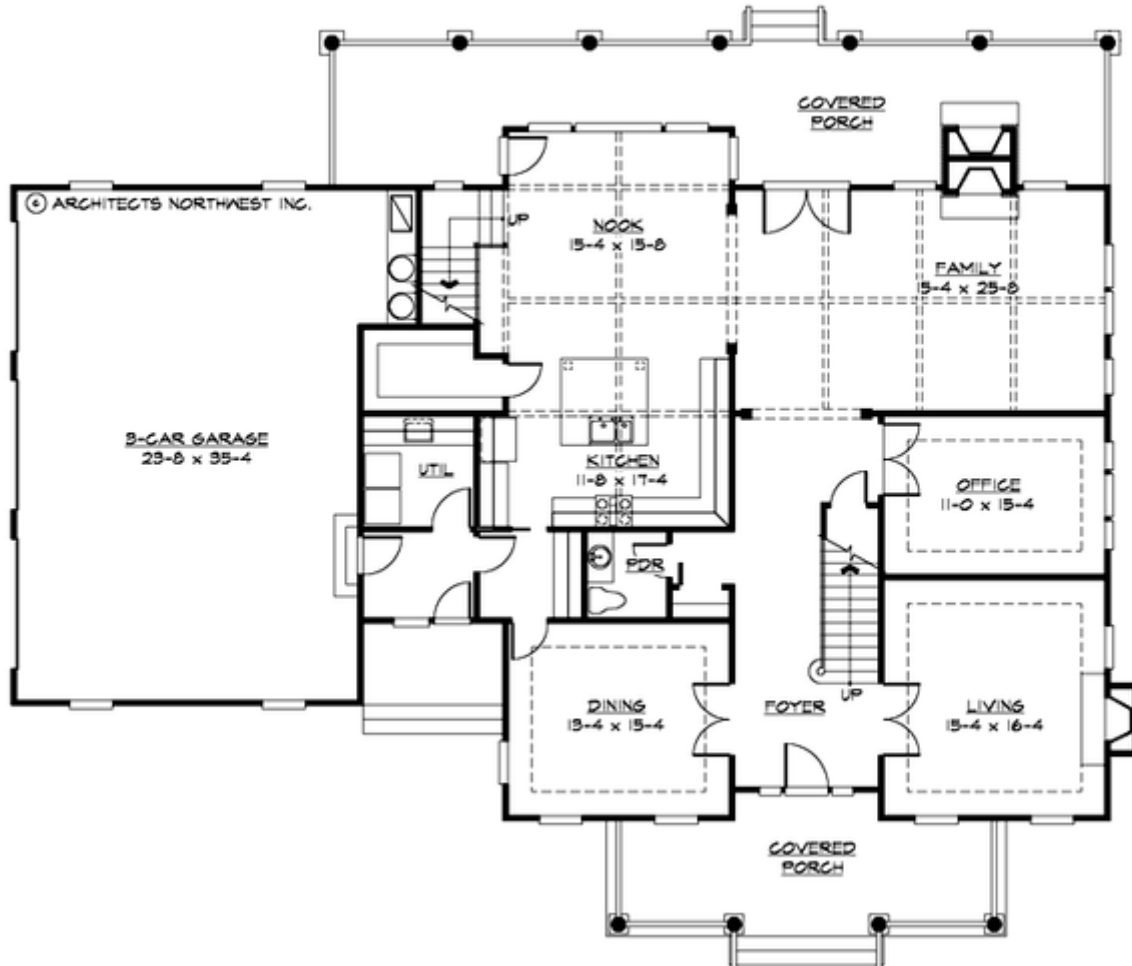 COVERED
PORCH
© ARCHITECTS NORTHWEST INC.
UP
NOOK
15-4 x 15-8
FAMILY
5-4 x 25-8
3-CAR GARAGE
23-8 x 35-4
UTIL
KITCHEN
11-8 x 17-4
OFFICE
11-0 x 15-4
PDR
UP
DINING
13-4 x 15-4
FOYER
LIVING
15-4 x 16-4
COVERED
PORCH